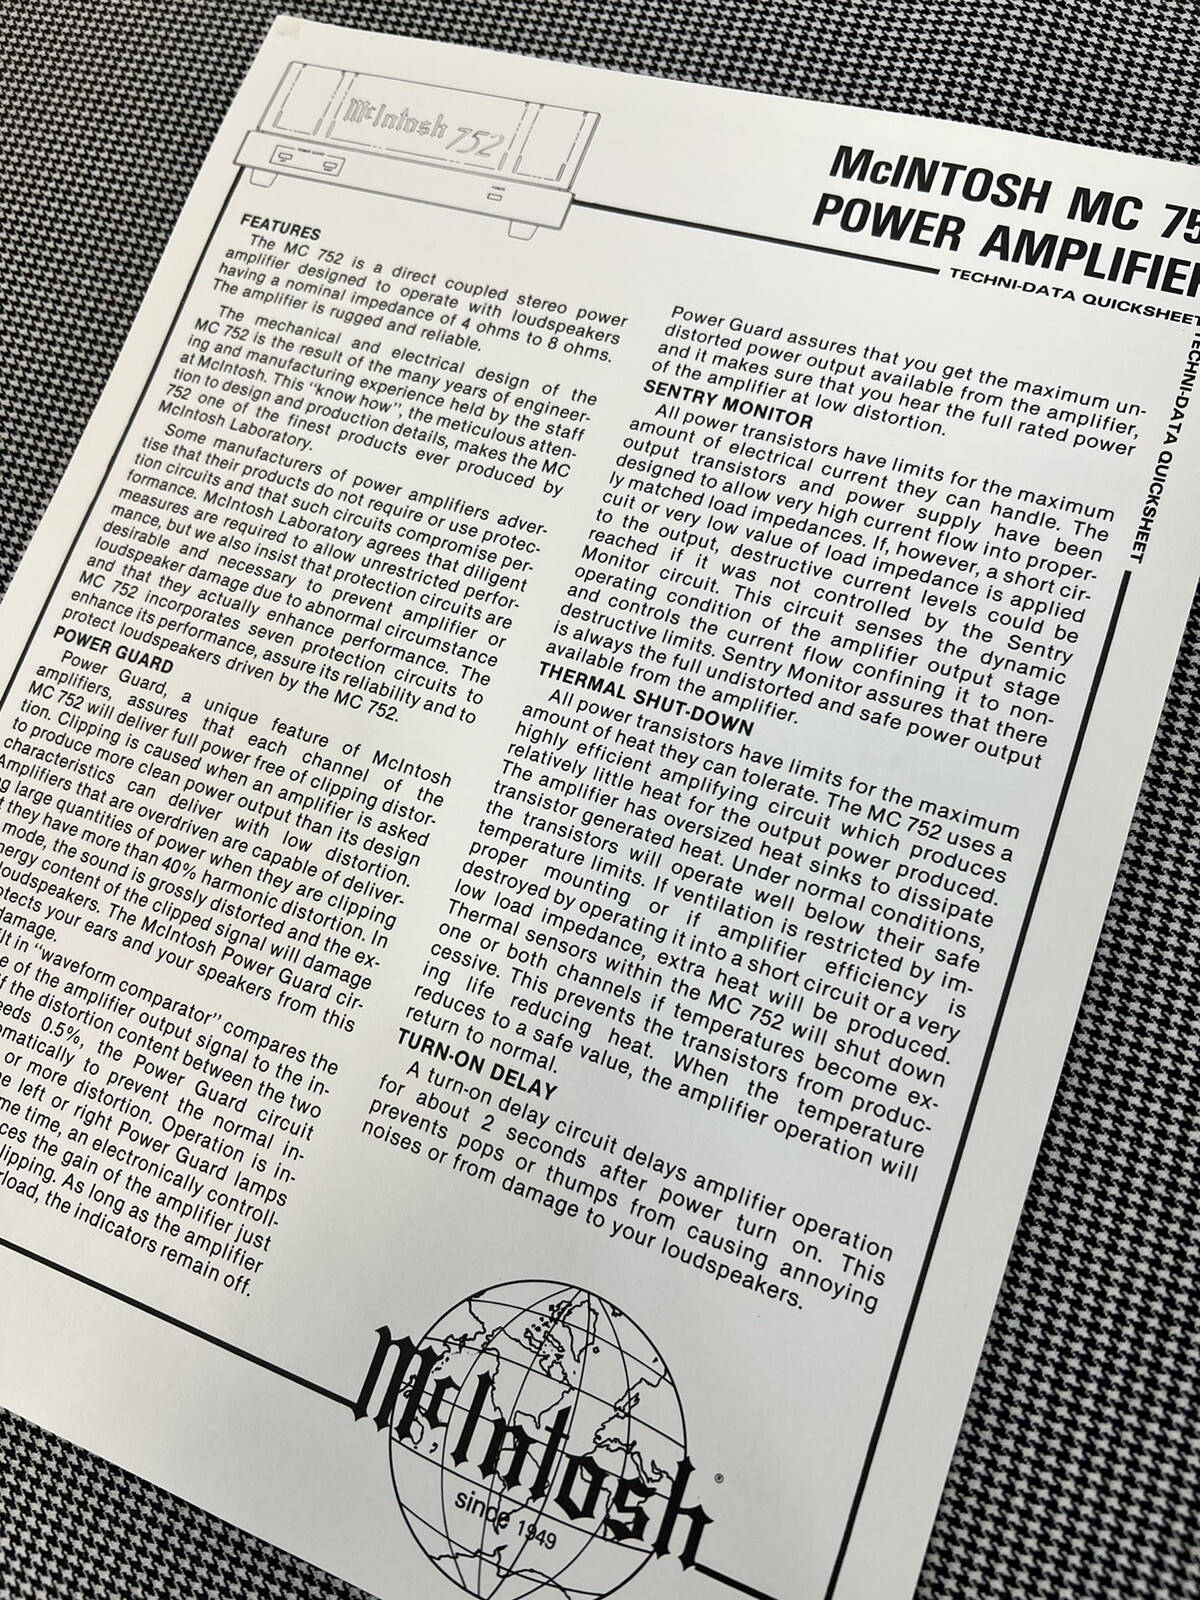 McIntosh 752
POWER GUARD
POWER
McINTOSH MC 75
POWER AMPLIFIER
TECHNI-DATA QUICKSHEET
TECHNI-DATA QUICKSHEET
FEATURES
The MC 752 is a direct coupled stereo power
amplifier designed to operate with loudspeakers
having a nominal impedance of 4 ohms to 8 ohms.
The amplifier is rugged and reliable.
The mechanical and electrical design of the
MC 752 is the result of the many years of engineer-
ing and manufacturing experience held by the staff
at McIntosh. This "know how", the meticulous atten-
tion to design and production details, makes the MC
752 one of the finest products ever produced by
McIntosh Laboratory.
Some manufacturers of power amplifiers adver-
tise that their products do not require or use protec-
tion circuits and that such circuits compromise per-
formance. McIntosh Laboratory agrees that diligent
measures are required to allow unrestricted perfor-
mance, but we also insist that protection circuits are
desirable and necessary to prevent amplifier or
loudspeaker damage due to abnormal circumstance
and that they actually enhance performance. The
MC 752 incorporates seven protection circuits to
enhance its performance, assure its reliability and to
protect loudspeakers driven by the MC 752.
POWER GUARD
Power Guard, a unique feature of McIntosh
amplifiers, assures that each channel of the
MC 752 will deliver full power free of clipping distor-
tion. Clipping is caused when an amplifier is asked
to produce more clean power output than its design
characteristics can deliver with low distortion.
Amplifiers that are overdriven are capable of deliver-
g large quantities of power when they are clipping
t they have more than 40% harmonic distortion. In
mode, the sound is grossly distorted and the ex-
nergy content of the clipped signal will damage
loudspeakers. The McIntosh Power Guard cir-
otects your ears and your speakers from this
damage.
ilt in "waveform comparator" compares the
e of the amplifier output signal to the in-
f the distortion content between the two
eeds 0.5%, the Power Guard circuit
omatically to prevent the normal in-
or more distortion. Operation is in-
e left or right Power Guard lamps
me time, an electronically controll-
ces the gain of the amplifier just
lipping. As long as the amplifier
rload, the indicators remain off.
Power Guard assures that you get the maximum un-
distorted power output available from the amplifier,
and it makes sure that you hear the full rated power
of the amplifier at low distortion.
SENTRY MONITOR
All power transistors have limits for the maximum
amount of electrical current they can handle. The
output transistors and power supply have been
designed to allow very high current flow into proper-
ly matched load impedances. If, however, a short cir-
cuit or very low value of load impedance is applied
to the output, destructive current levels could be
reached if it was not controlled by the Sentry
Monitor circuit. This circuit senses the dynamic
operating condition of the amplifier output stage
and controls the current flow confining it to non-
destructive limits. Sentry Monitor assures that there
is always the full undistorted and safe power output
available from the amplifier.
THERMAL SHUT-DOWN
All power transistors have limits for the maximum
amount of heat they can tolerate. The MC 752 uses a
highly efficient amplifying circuit which produces
relatively little heat for the output power produced.
The amplifier has oversized heat sinks to dissipate
transistor generated heat. Under normal conditions,
the transistors will operate well below their safe
temperature limits. If ventilation is restricted by im-
proper mounting or if amplifier efficiency is
destroyed by operating it into a short circuit or a very
low load impedance, extra heat will be produced.
Thermal sensors within the MC 752 will shut down
one or both channels if temperatures become ex-
cessive. This prevents the transistors from produc-
ing life reducing heat. When the temperature
reduces to a safe value, the amplifier operation will
return to normal.
TURN-ON DELAY
A turn-on delay circuit delays amplifier operation
for about 2 seconds after power turn on. This
prevents pops or thumps from causing annoying
noises or from damage to your loudspeakers.
McIntosh®
since 1949